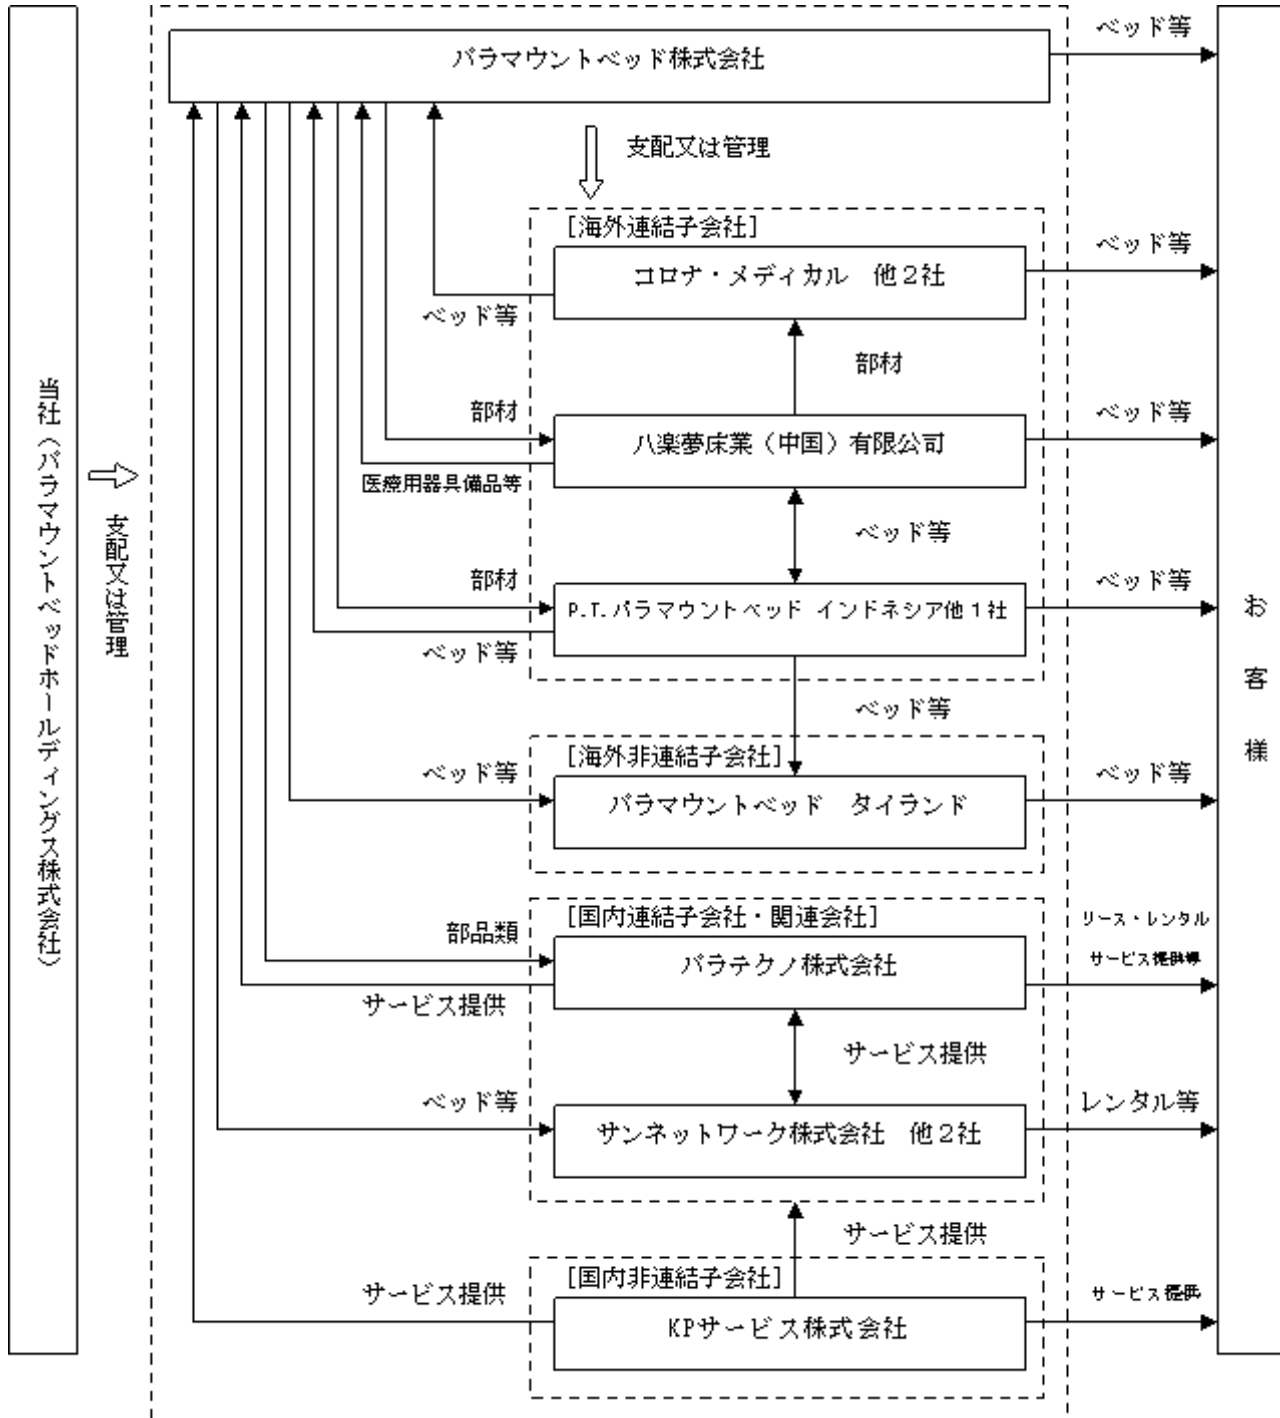 パラマウントベッド株式会社
ベッド等
支配又は管理
[海外連結子会社]
コロナ・メディカル　他２社
ベッド等
ベッド等
部材
部材
八楽夢床業（中国）有限公司
ベッド等
医療用器具備品等
ベッド等
部材
P.T.パラマウントベッド インドネシア他１社
ベッド等
ベッド等
ベッド等
[海外非連結子会社]
ベッド等
パラマウントベッド　タイランド
ベッド等
[国内連結子会社・関連会社]
部品類
パラテクノ株式会社
リース・レンタル
サービス提供等
サービス提供
サービス提供
ベッド等
サンネットワーク株式会社　他２社
レンタル等
サービス提供
[国内非連結子会社]
サービス提供
KPサービス株式会社
サービス提供
当社（パラマウントベッドホールディングス株式会社）
支配又は管理
お客様